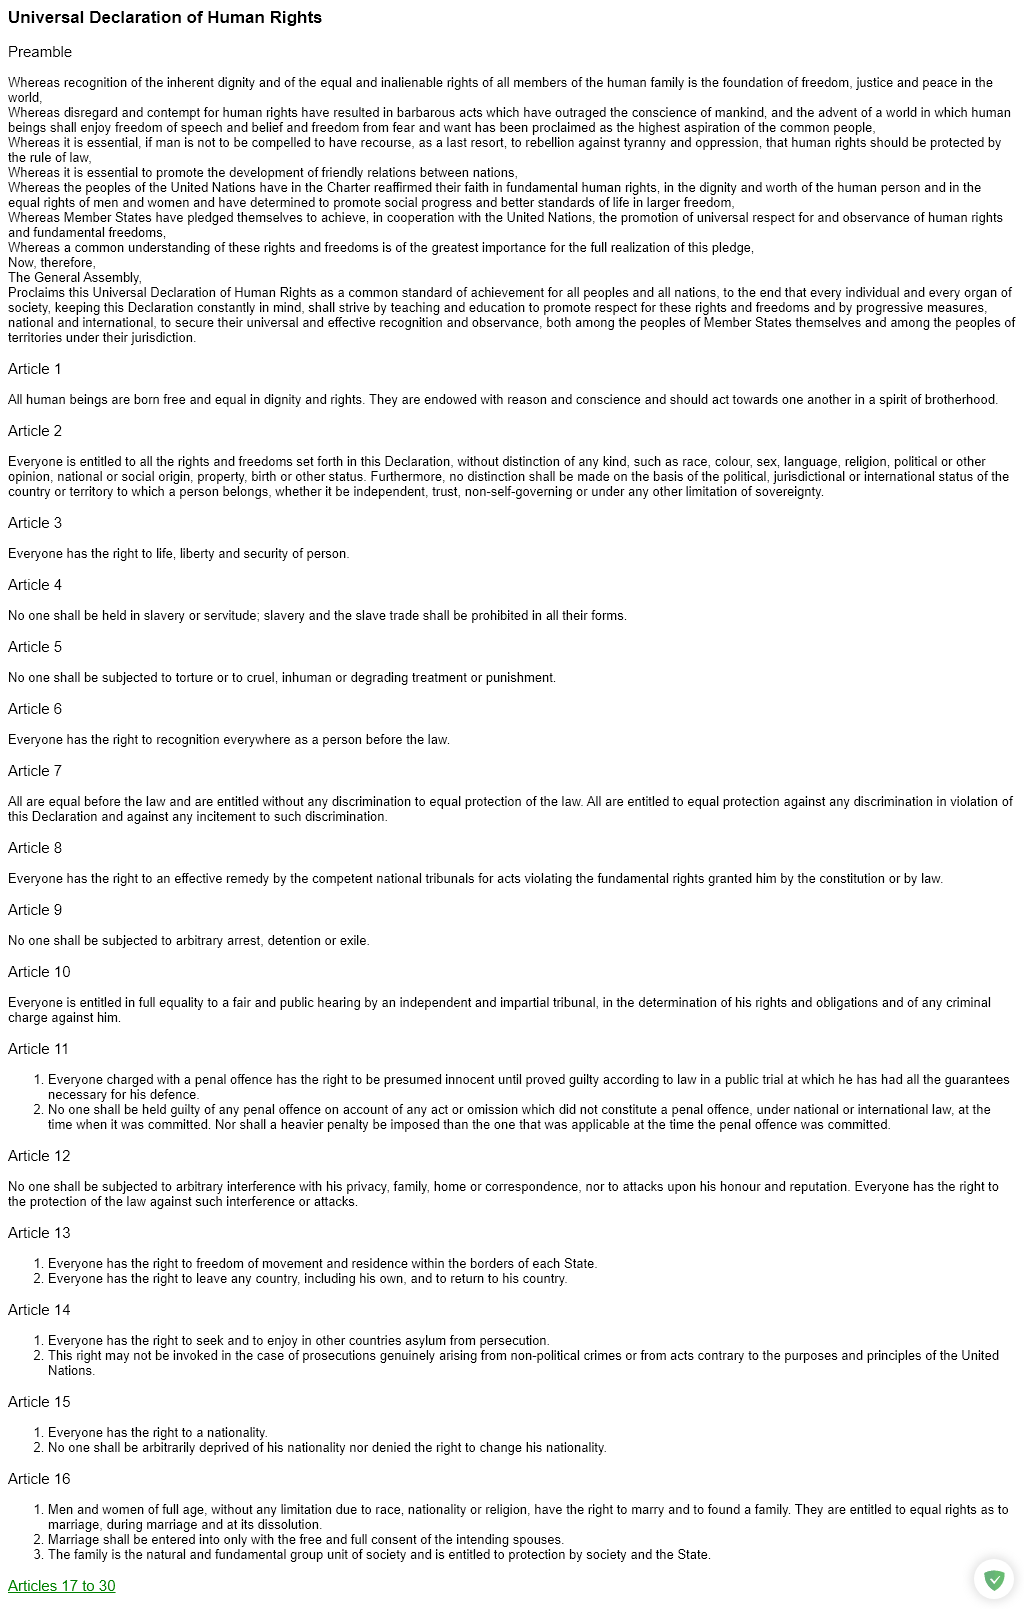 Universal Declaration of Human Rights
Preamble
Whereas recognition of the inherent dignity and of the equal and inalienable rights of all members of the human family is the foundation of freedom, justice and peace in the
world,
Whereas disregard and contempt for human rights have resulted in barbarous acts which have outraged the conscience of mankind, and the advent of a world in which human
beings shall enjoy freedom of speech and belief and freedom from fear and want has been proclaimed as the highest aspiration of the common people,
Whereas it is essential, if man is not to be compelled to have recourse, as a last resort, to rebellion against tyranny and oppression, that human rights should be protected by
the rule of law,
Whereas it is essential to promote the development of friendly relations between nations,
Whereas the peoples of the United Nations have in the Charter reaffirmed their faith in fundamental human rights, in the dignity and worth of the human person and in the
equal rights of men and women and have determined to promote social progress and better standards of life in larger freedom,
Whereas Member States have pledged themselves to achieve, in cooperation with the United Nations, the promotion of universal respect for and observance of human rights
and fundamental freedoms,
Whereas a common understanding of these rights and freedoms is of the greatest importance for the full realization of this pledge,
Now, therefore,
The General Assembly,
Proclaims this Universal Declaration of Human Rights as a common standard of achievement for all peoples and all nations, to the end that every individual and every organ of
society, keeping this Declaration constantly in mind, shall strive by teaching and education to promote respect for these rights and freedoms and by progressive measures,
national and international, to secure their universal and effective recognition and observance, both among the peoples of Member States themselves and among the peoples of
territories under their jurisdiction.
Article 1
All human beings are born free and equal in dignity and rights. They are endowed with reason and conscience and should act towards one another in a spirit of brotherhood.
Article 2
Everyone is entitled to all the rights and freedoms set forth in this Declaration, without distinction of any kind, such as race, colour, sex, language, religion, political or other
opinion, national or social origin, property, birth or other status. Furthermore, no distinction shall be made on the basis of the political, jurisdictional or international status of the
country or territory to which a person belongs, whether it be independent, trust, non-self-governing or under any other limitation of sovereignty.
Article 3
Everyone has the right to life, liberty and security of person.
Article 4
No one shall be held in slavery or servitude; slavery and the slave trade shall be prohibited in all their forms.
Article 5
No one shall be subjected to torture or to cruel, inhuman or degrading treatment or punishment.
Article 6
Everyone has the right to recognition everywhere as a person before the law.
Article 7
All are equal before the law and are entitled without any discrimination to equal protection of the law. All are entitled to equal protection against any discrimination in violation of
this Declaration and against any incitement to such discrimination.
Article 8
Everyone has the right to an effective remedy by the competent national tribunals for acts violating the fundamental rights granted him by the constitution or by law.
Article 9
No one shall be subjected to arbitrary arrest, detention or exile.
Article 10
Everyone is entitled in full equality to a fair and public hearing by an independent and impartial tribunal, in the determination of his rights and obligations and of any criminal
charge against him.
Article 11
1. Everyone charged with a penal offence has the right to be presumed innocent until proved guilty according to law in a public trial at which he has had all the guarantees
necessary for his defence.
2. No one shall be held guilty of any penal offence on account of any act or omission which did not constitute a penal offence, under national or international law, at the
time when it was committed. Nor shall a heavier penalty be imposed than the one that was applicable at the time the penal offence was committed.
Article 12
No one shall be subjected to arbitrary interference with his privacy, family, home or correspondence, nor to attacks upon his honour and reputation. Everyone has the right to
the protection of the law against such interference or attacks.
Article 13
1. Everyone has the right to freedom of movement and residence within the borders of each State.
2. Everyone has the right to leave any country, including his own, and to return to his country.
Article 14
1. Everyone has the right to seek and to enjoy in other countries asylum from persecution.
2. This right may not be invoked in the case of prosecutions genuinely arising from non-political crimes or from acts contrary to the purposes and principles of the United
Nations.
Article 15
1. Everyone has the right to a nationality.
2. No one shall be arbitrarily deprived of his nationality nor denied the right to change his nationality.
Article 16
1. Men and women of full age, without any limitation due to race, nationality or religion, have the right to marry and to found a family. They are entitled to equal rights as to
marriage, during marriage and at its dissolution.
2. Marriage shall be entered into only with the free and full consent of the intending spouses.
3. The family is the natural and fundamental group unit of society and is entitled to protection by society and the State.
Articles 17 to 30